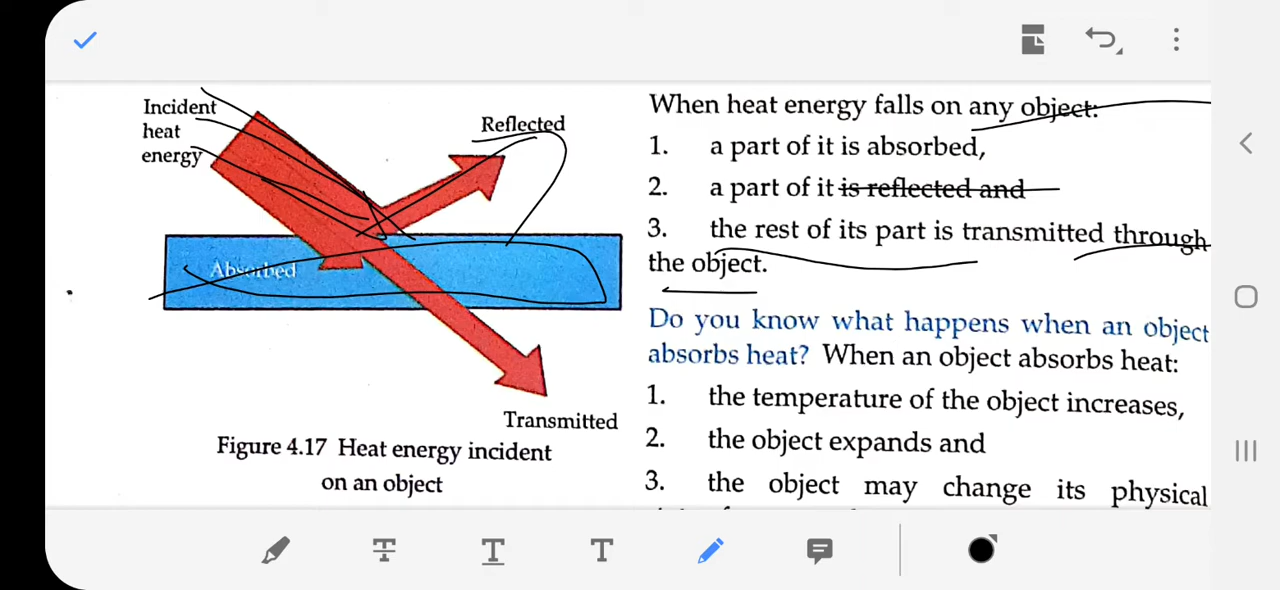 Incident
heat
energy
Reflected
Absorbed
Transmitted
Figure 4.17 Heat energy incident
on an object
When heat energy falls on any object:
1. a part of it is absorbed,
2. a part of it is reflected and
3. the rest of its part is transmitted through
the object.
Do you know what happens when an object
absorbs heat? When an object absorbs heat:
1. the temperature of the object increases,
2. the object expands and
3. the object may change its physical
T T T